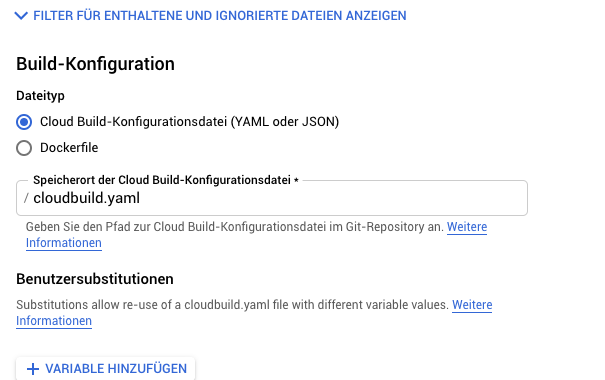 FILTER FÜR ENTHALTENE UND IGNORIERTE DATEIEN ANZEIGEN
Build-Konfiguration
Dateityp
Cloud Build-Konfigurationsdatei (YAML oder JSON)
Dockerfile
Speicherort der Cloud Build-Konfigurationsdatei *
/ cloudbuild.yaml
Geben Sie den Pfad zur Cloud Build-Konfigurationsdatei im Git-Repository an. Weitere
Informationen
Benutzersubstitutionen
Substitutions allow re-use of a cloudbuild.yaml file with different variable values. Weitere
Informationen
+ VARIABLE HINZUFÜGEN